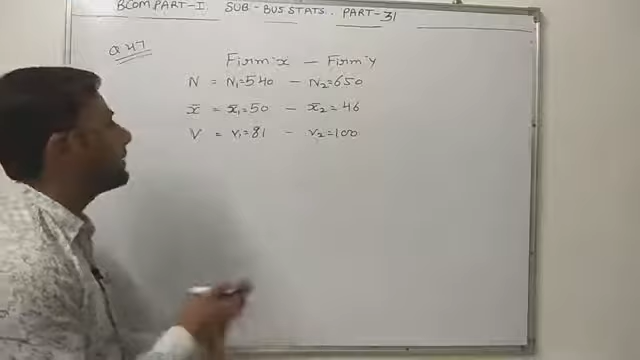 BCOM PART-I SUB-BUS STATS. PART-31
Q 47
Firm 'x — Firm 'y
N = N₁=540 — N₂=650
x̄ = x̄₁=50 — x̄₂=46
V = v₁=81 — v₂=100